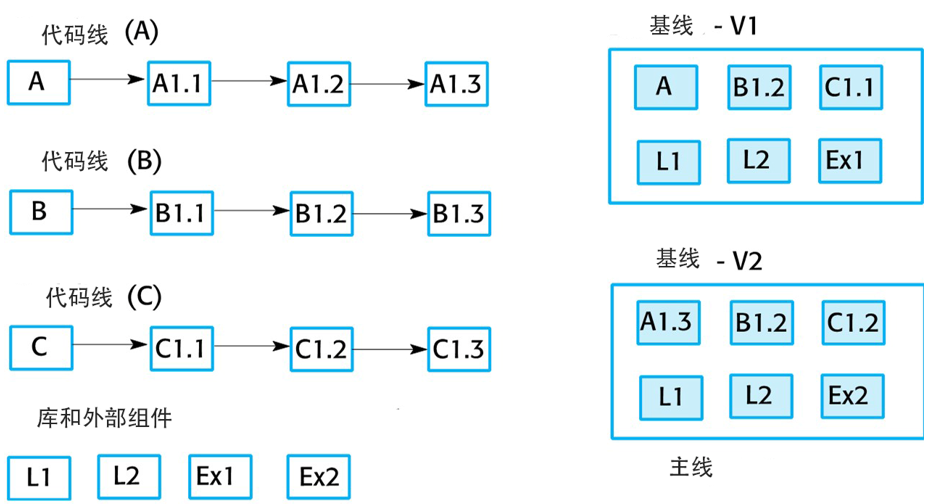 代码线 (A)
A A1.1 A1.2 A1.3
代码线 (B)
B B1.1 B1.2 B1.3
代码线 (C)
C C1.1 C1.2 C1.3
库和外部组件
L1 L2 Ex1 Ex2
基线 - V1
A B1.2 C1.1
L1 L2 Ex1
基线 - V2
A1.3 B1.2 C1.2
L1 L2 Ex2
主线